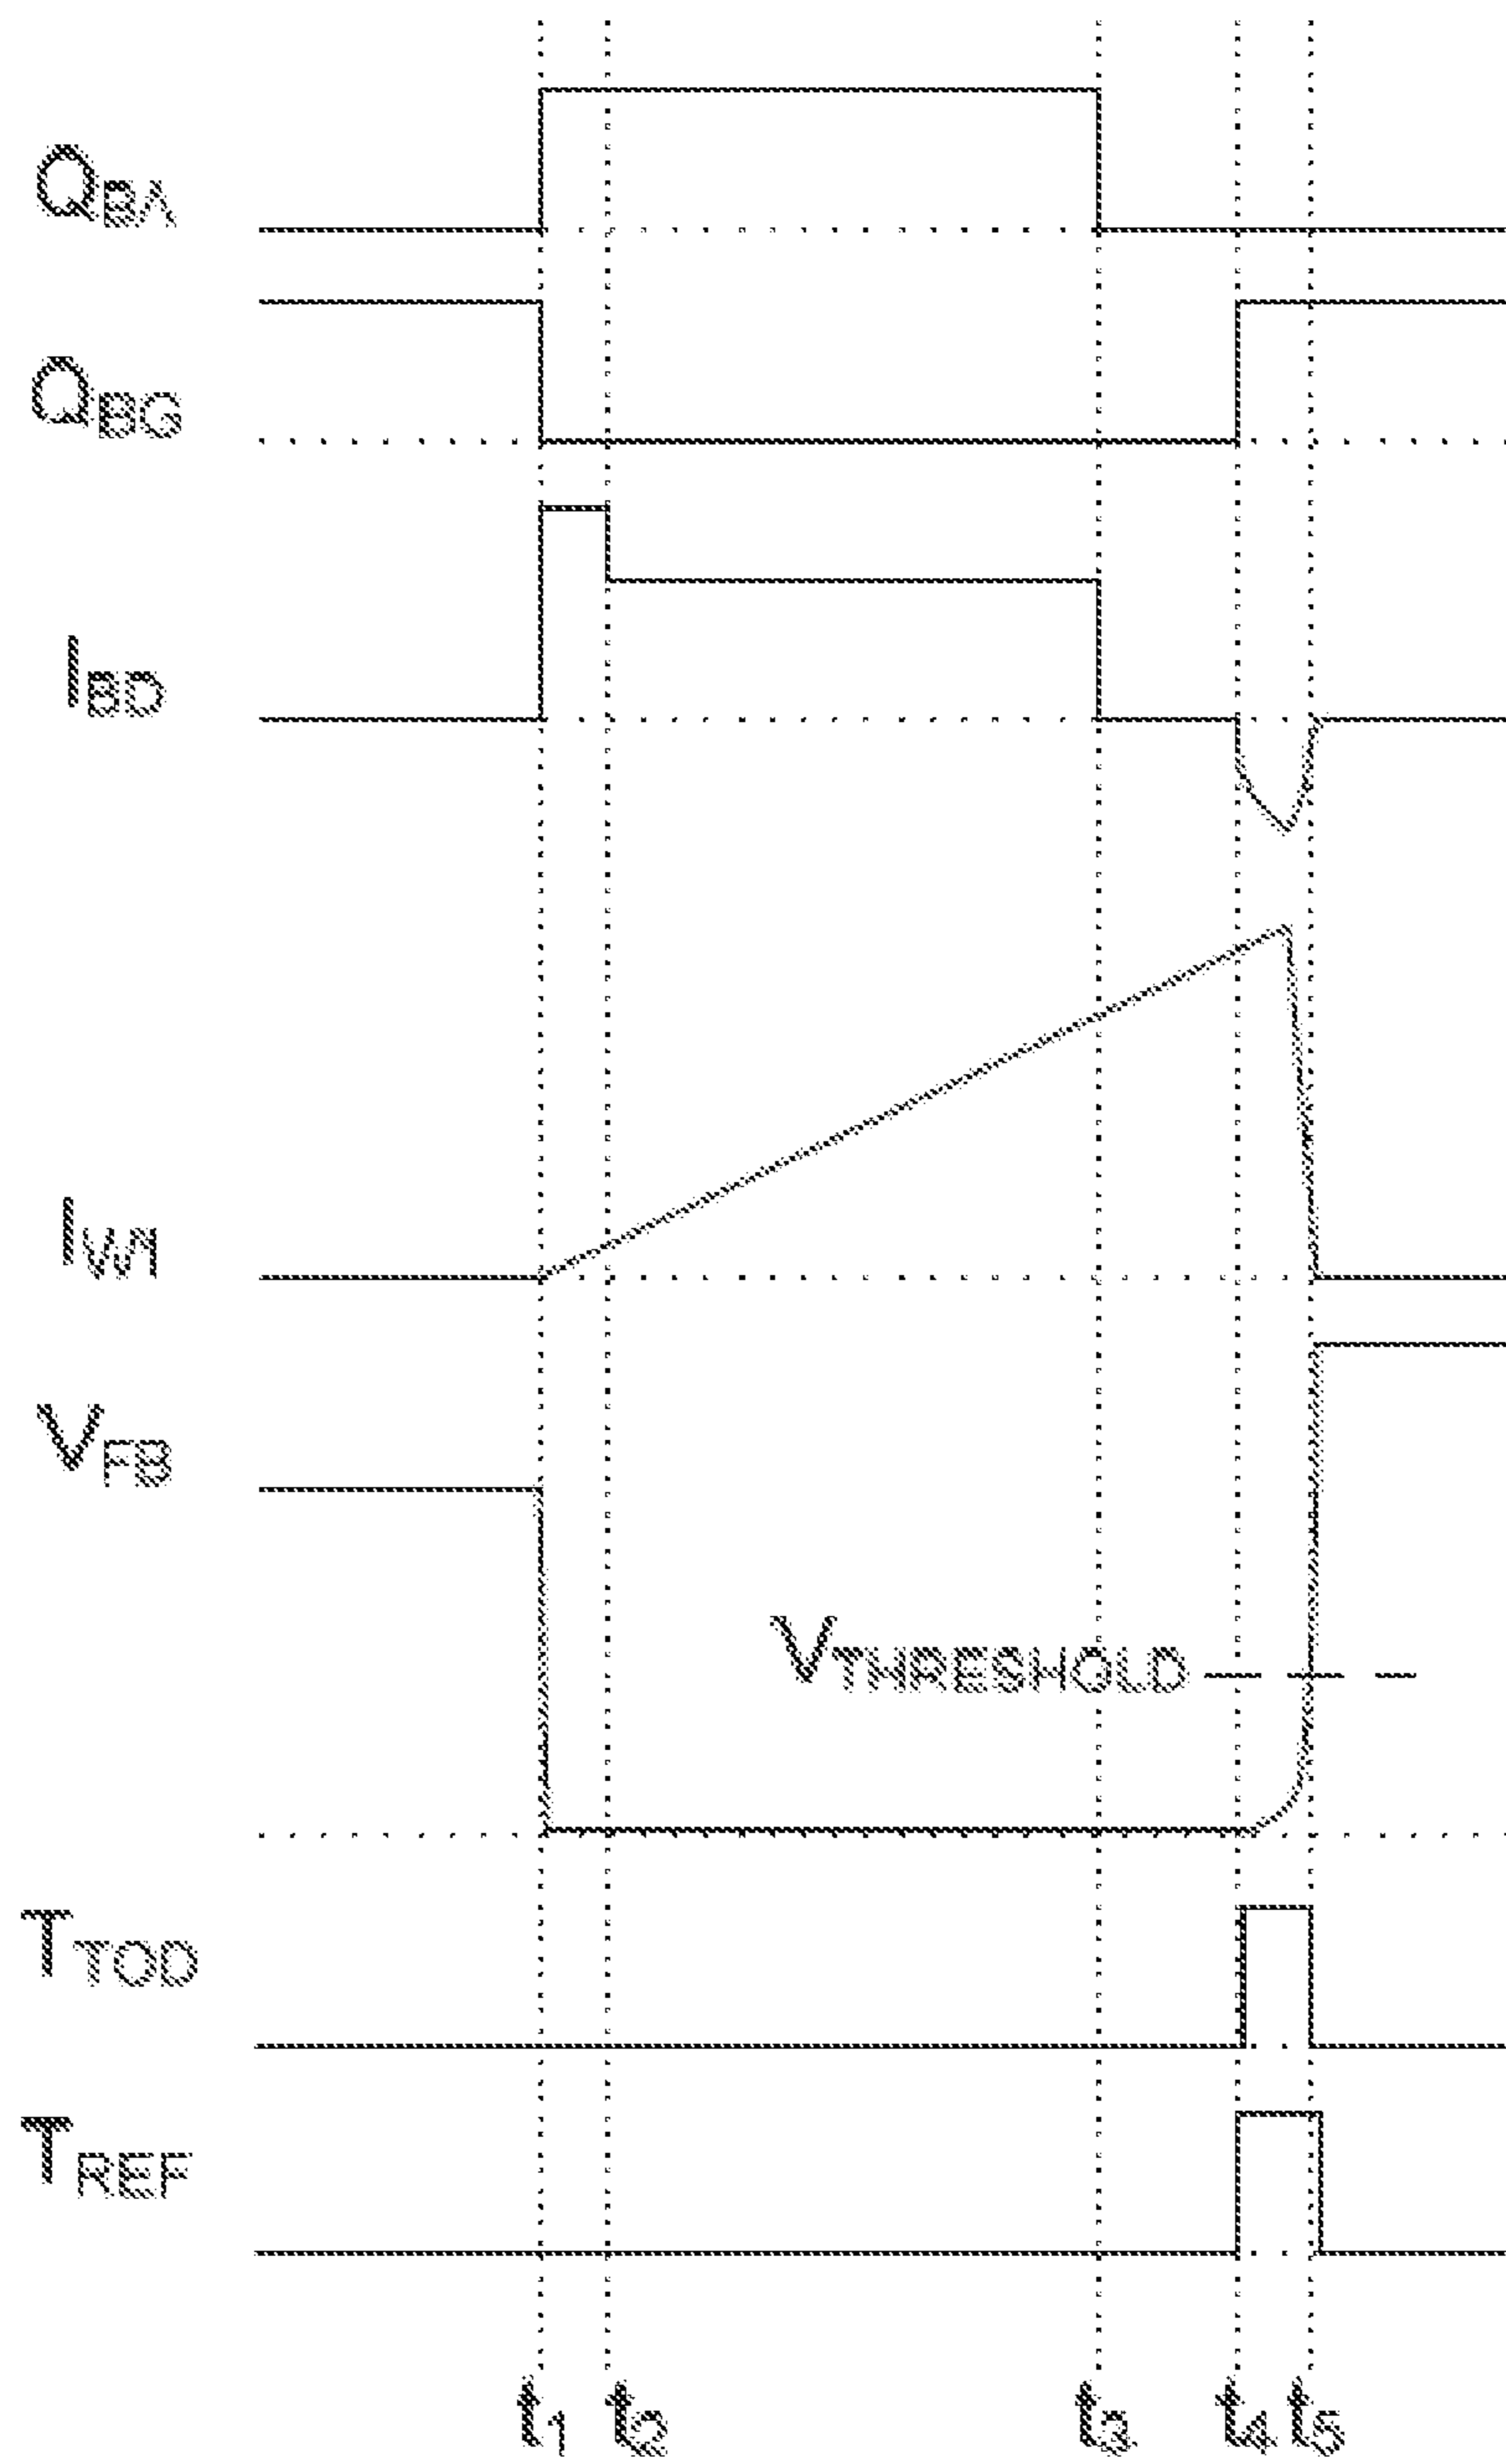 QBA
QBG
IBD
IW1
VFB
VTHRESHOLD
TTOD
TREF
t1 t2 t3 t4 t5